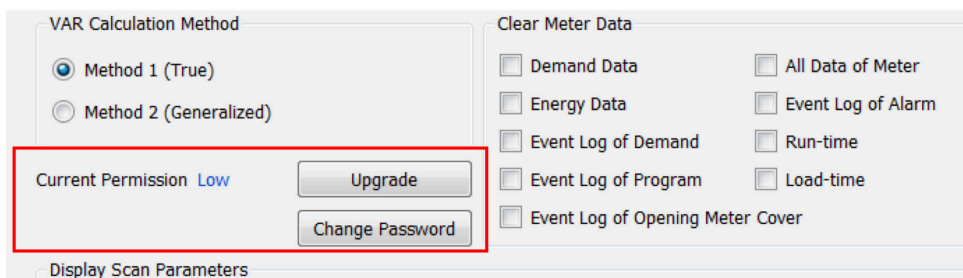 VAR Calculation Method
Method 1 (True)
Method 2 (Generalized)
Current Permission Low
Upgrade
Change Password
Clear Meter Data
Demand Data
All Data of Meter
Energy Data
Event Log of Alarm
Event Log of Demand
Run-time
Event Log of Program
Load-time
Event Log of Opening Meter Cover
Display Scan Parameters